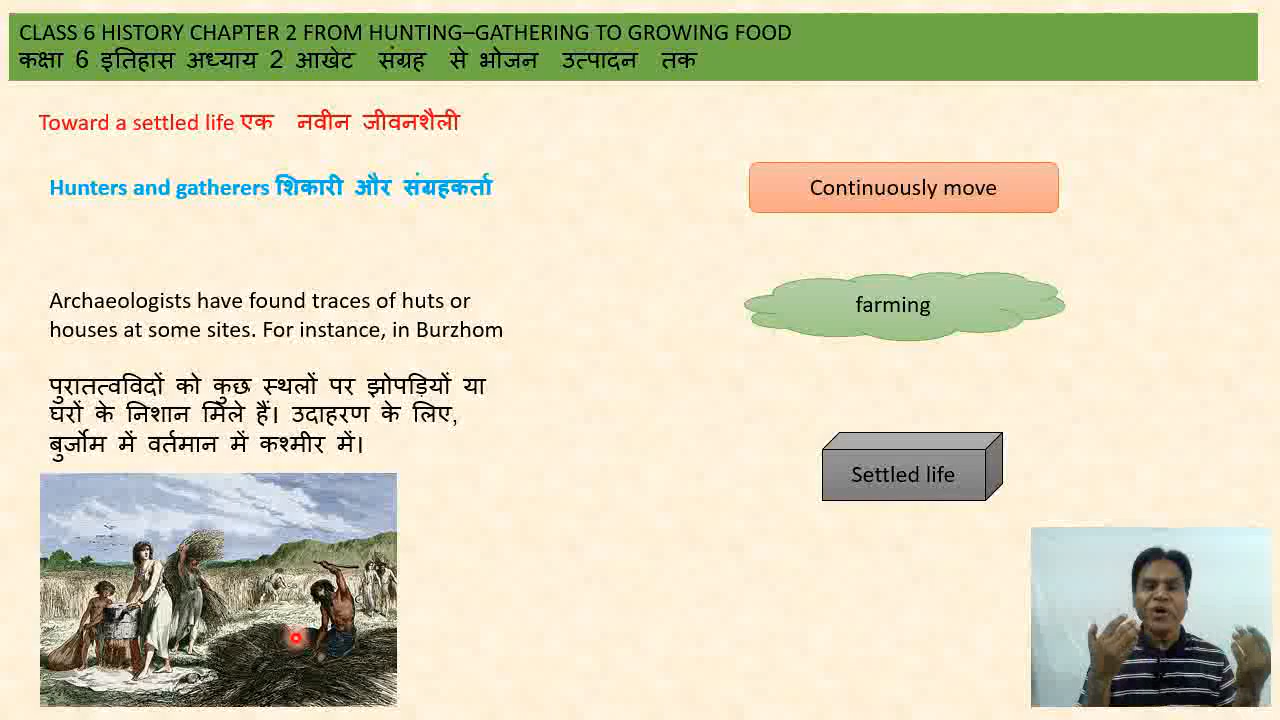 CLASS 6 HISTORY CHAPTER 2 FROM HUNTING–GATHERING TO GROWING FOOD
कक्षा 6 इतिहास अध्याय 2 आखेट संग्रह से भोजन उत्पादन तक
Toward a settled life एक नवीन जीवनशैली
Hunters and gatherers शिकारी और संग्रहकर्ता
Continuously move
Archaeologists have found traces of huts or
houses at some sites. For instance, in Burzhom
farming
पुरातत्वविदों को कुछ स्थलों पर झोपड़ियों या
घरों के निशान मिले हैं। उदाहरण के लिए,
बुर्जोम में वर्तमान में कश्मीर में।
Settled life